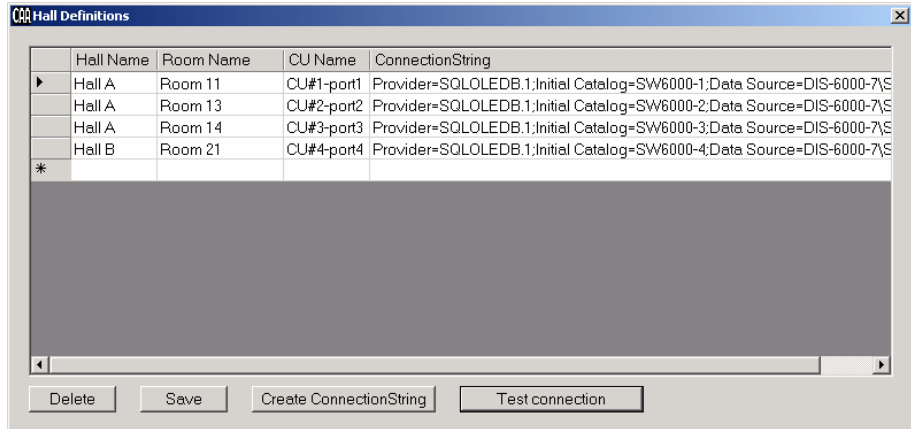 CAA Hall Definitions
Hall Name Room Name CU Name ConnectionString
Hall A Room 11 CU#1-port1 Provider=SQLOLEDB.1;Initial Catalog=SW6000-1;Data Source=DIS-6000-7\S
Hall A Room 13 CU#2-port2 Provider=SQLOLEDB.1;Initial Catalog=SW6000-2;Data Source=DIS-6000-7\S
Hall A Room 14 CU#3-port3 Provider=SQLOLEDB.1;Initial Catalog=SW6000-3;Data Source=DIS-6000-7\S
Hall B Room 21 CU#4-port4 Provider=SQLOLEDB.1;Initial Catalog=SW6000-4;Data Source=DIS-6000-7\S
Delete Save Create ConnectionString Test connection